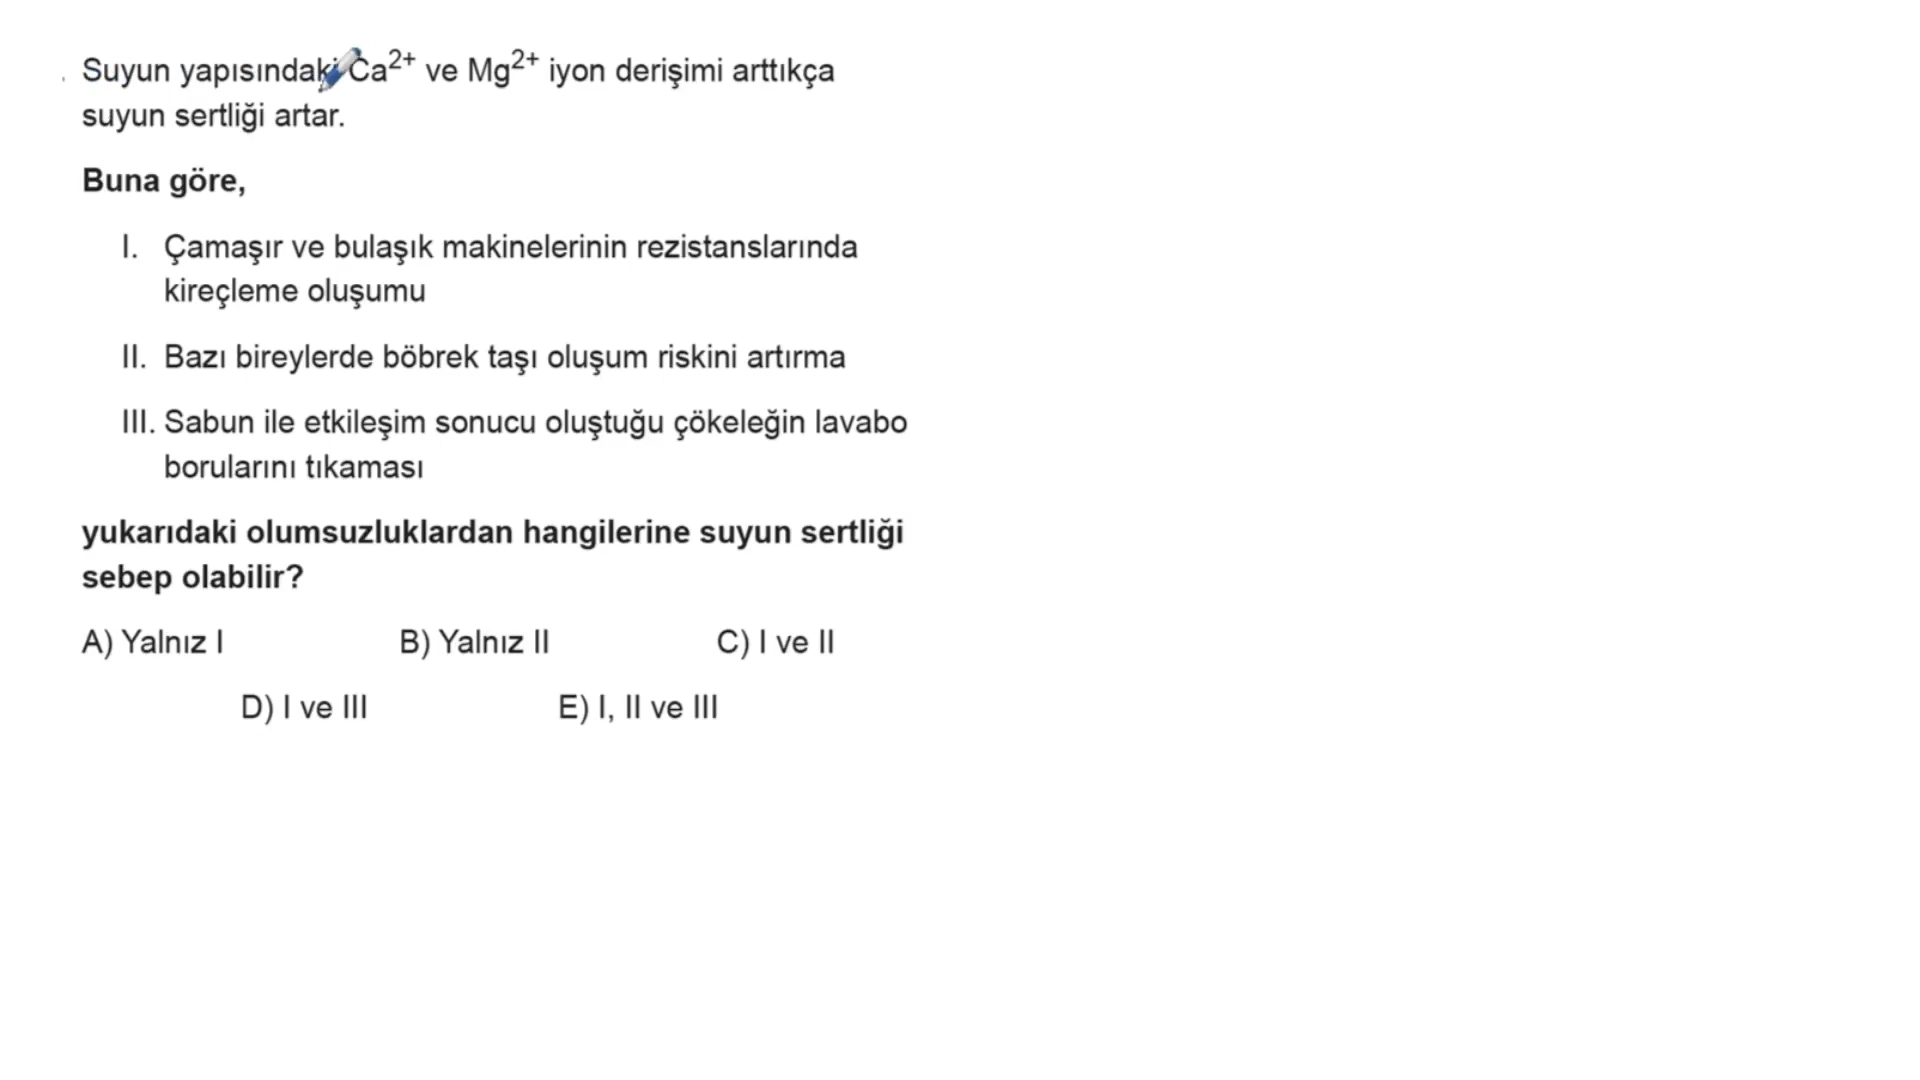 Suyun yapısındaki Ca2+ ve Mg2+ iyon derişimi arttıkça
suyun sertliği artar.
Buna göre,
I. Çamaşır ve bulaşık makinelerinin rezistanslarında
kireçleme oluşumu
II. Bazı bireylerde böbrek taşı oluşum riskini artırma
III. Sabun ile etkileşim sonucu oluştuğu çökeleğin lavabo
borularını tıkaması
yukarıdaki olumsuzluklardan hangilerine suyun sertliği
sebep olabilir?
A) Yalnız I B) Yalnız II C) I ve II
D) I ve III E) I, II ve III